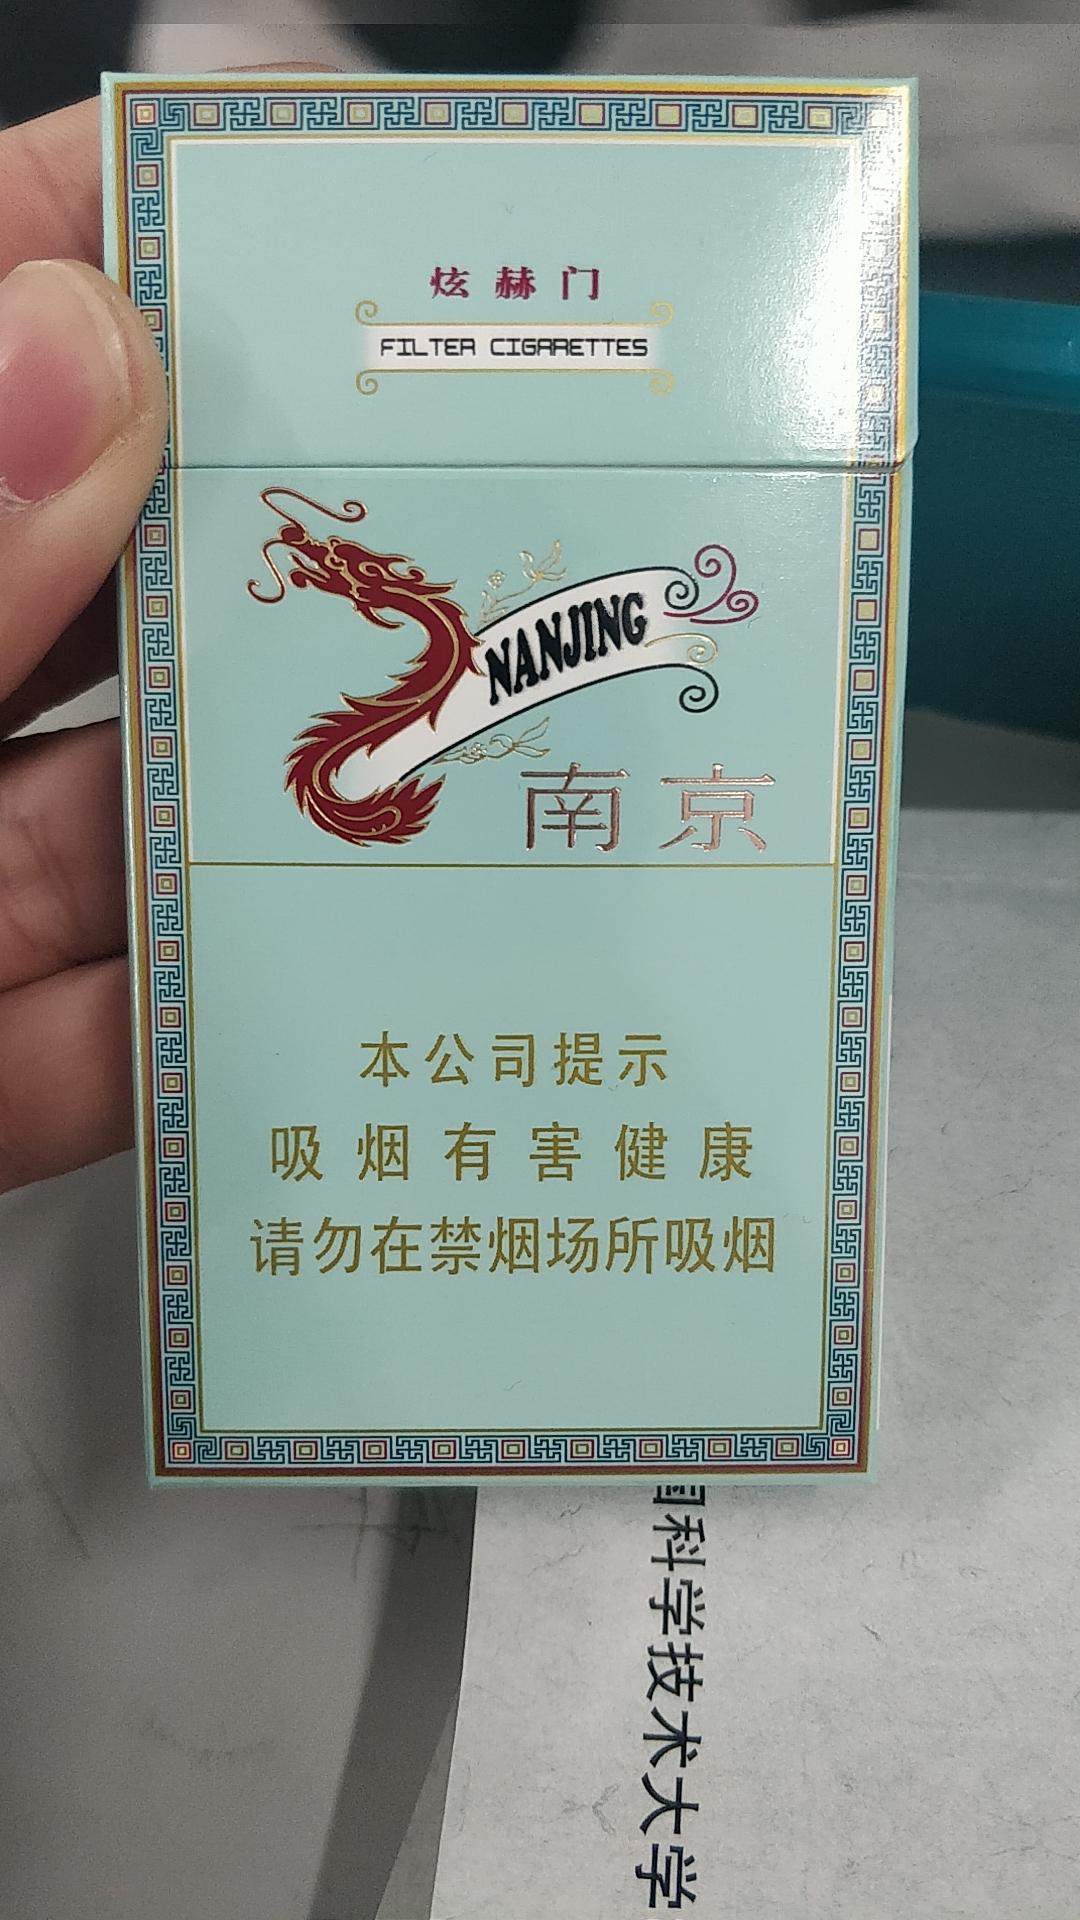 炫赫门
FILTER CIGARETTES
NANJING
南京
本公司提示
吸烟有害健康
请勿在禁烟场所吸烟
国科学技术大学